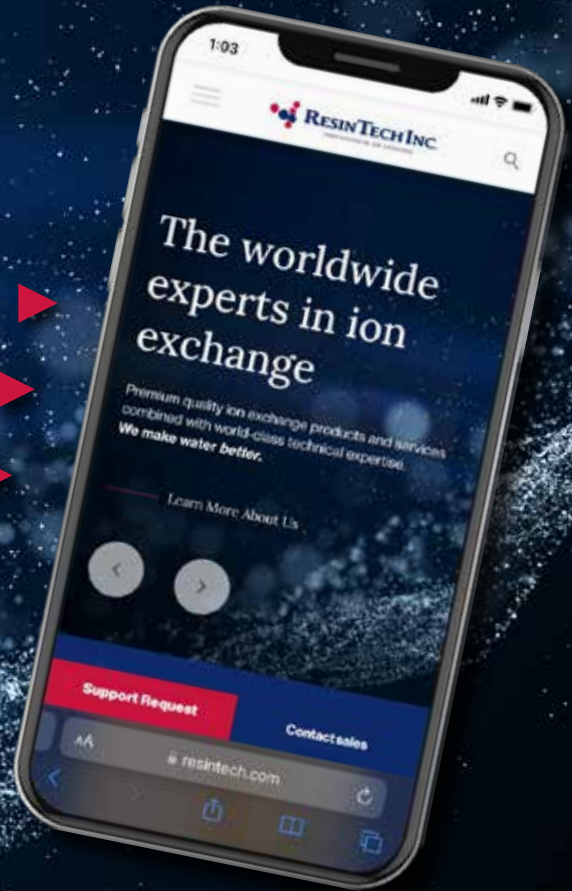 1:03
RESINTECH INC
The worldwide
experts in ion
exchange
Premium quality ion exchange products and services
combined with world-class technical expertise.
We make water better.
Learn More About Us
Support Request
Contact sales
AA
resintech.com